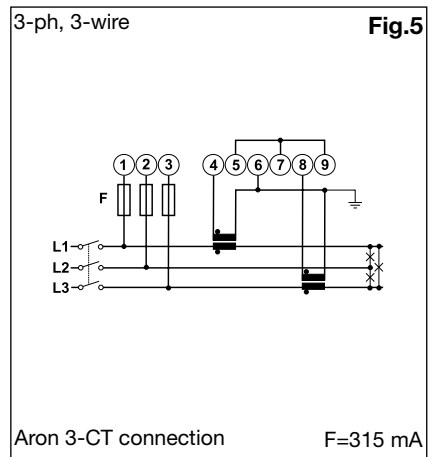 3-ph, 3-wire
Fig.5
1 2 3 4 5 6 7 8 9
F
L1
L2
L3
Aron 3-CT connection
F=315 mA